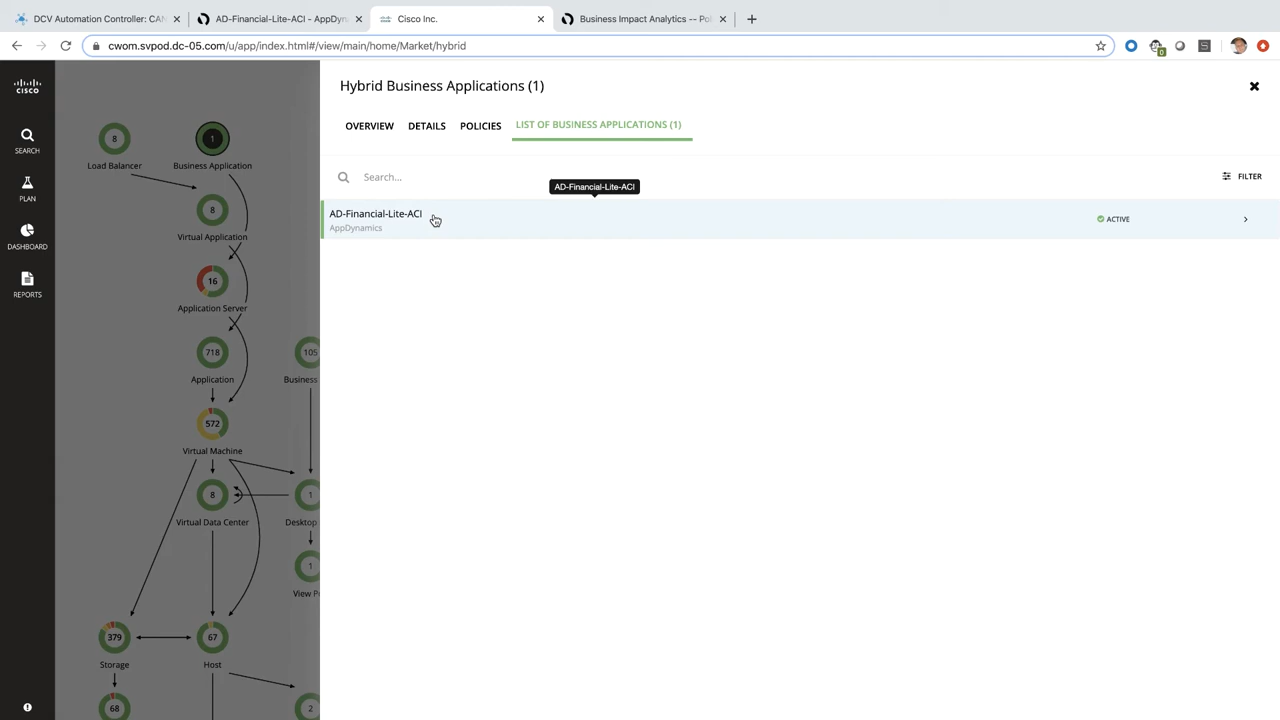 DCV Automation Controller: CAN
AD-Financial-Lite-ACI - AppDyn
Cisco Inc.
Business Impact Analytics -- Po
cwom.svpod.dc-05.com/u/app/index.html#/view/main/home/Market/hybrid
0
S
CISCO
SEARCH
PLAN
DASHBOARD
REPORTS
8
Load Balancer
1
Business Application
8
Virtual Application
16
Application Server
718
Application
105
Business
572
Virtual Machine
8
Virtual Data Center
1
Desktop
1
View P
379
Storage
67
Host
68
2
Hybrid Business Applications (1)
OVERVIEW
DETAILS
POLICIES
LIST OF BUSINESS APPLICATIONS (1)
Search...
AD-Financial-Lite-ACI
FILTER
AD-Financial-Lite-ACI
AppDynamics
ACTIVE